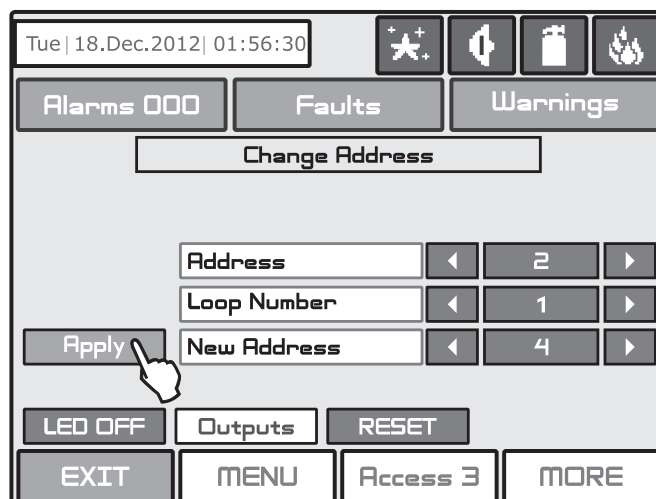 Tue | 18.Dec.2012 | 01:56:30
Alarms 000 Faults Warnings
Change Address
Address 2
Loop Number 1
Apply New Address 4
LED OFF Outputs RESET
EXIT MENU Access 3 MORE